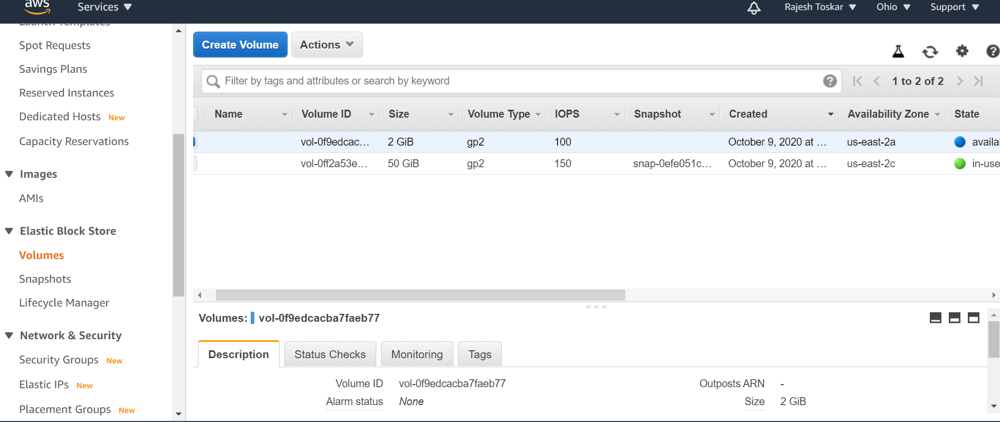 aws
Services
Rajesh Toskar
Ohio
Support
Launch Templates
Spot Requests
Savings Plans
Reserved Instances
Dedicated Hosts New
Capacity Reservations
Images
AMIs
Elastic Block Store
Volumes
Snapshots
Lifecycle Manager
Network & Security
Security Groups New
Elastic IPs New
Placement Groups New
Create Volume
Actions
Filter by tags and attributes or search by keyword
1 to 2 of 2
Name Volume ID Size Volume Type IOPS Snapshot Created Availability Zone State
vol-0f9edcac... 2 GiB gp2 100 October 9, 2020 at ... us-east-2a availa
vol-0ff2a53e... 50 GiB gp2 150 snap-0efe051c... October 9, 2020 at ... us-east-2c in-use
Volumes: vol-0f9edcacba7faeb77
Description Status Checks Monitoring Tags
Volume ID vol-0f9edcacba7faeb77 Outposts ARN -
Alarm status None Size 2 GiB